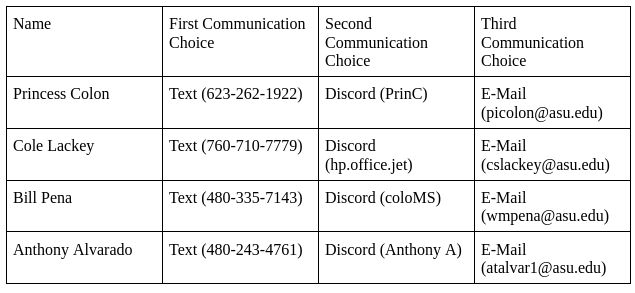 Name
First Communication
Choice
Second
Communication
Choice
Third
Communication
Choice
Princess Colon
Text (623-262-1922)
Discord (PrinC)
E-Mail
(picolon@asu.edu)
Cole Lackey
Text (760-710-7779)
Discord
(hp.office.jet)
E-Mail
(cslackey@asu.edu)
Bill Pena
Text (480-335-7143)
Discord (coloMS)
E-Mail
(wmpena@asu.edu)
Anthony Alvarado
Text (480-243-4761)
Discord (Anthony A)
E-Mail
(atalvar1@asu.edu)